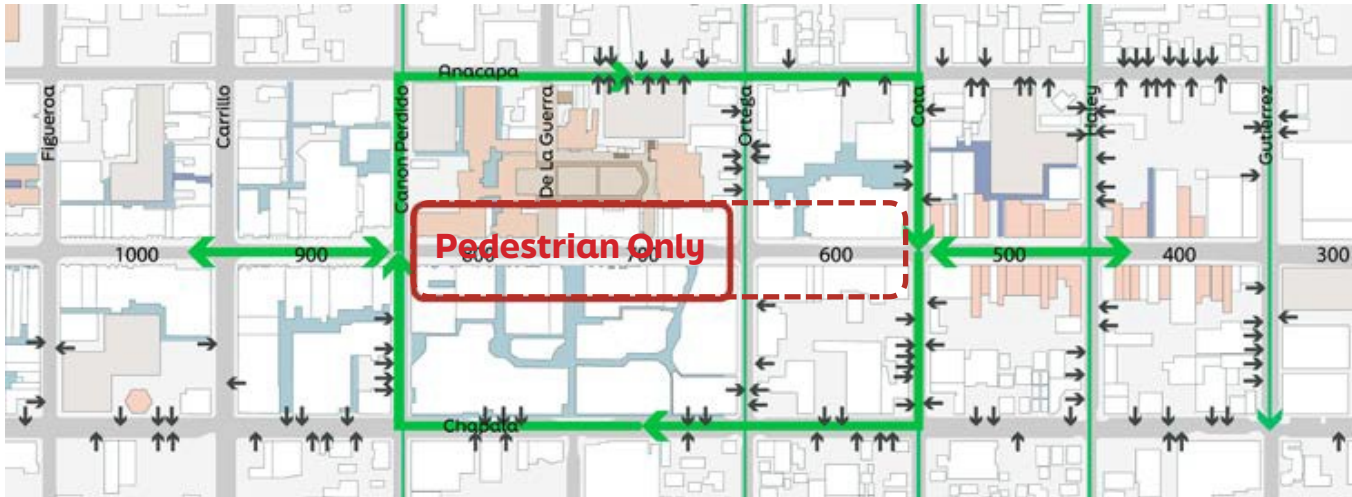 Anacapa
Figueroa
Carrillo
Canon Perdido
De La Guerra
Ortega
Cota
Haley
Gutierrez
Pedestrian Only
1000
900
800
700
600
500
400
300
Chapala